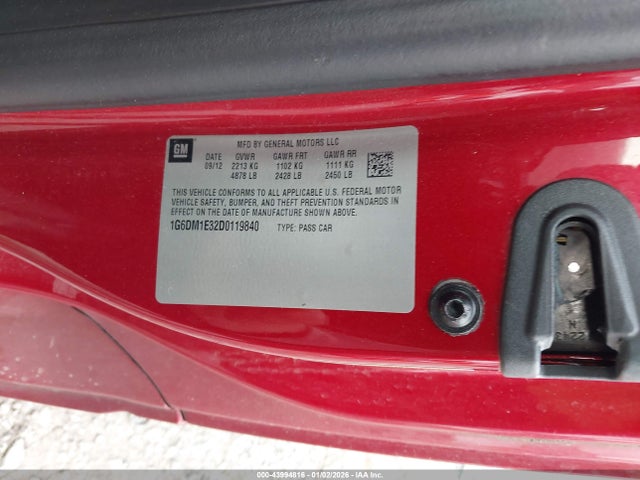 MFD BY GENERAL MOTORS LLC
GM
DATE GVWR GAWR FRT GAWR RR
09/12 2213 KG 1102 KG 1111 KG
4878 LB 2428 LB 2450 LB
THIS VEHICLE CONFORMS TO ALL APPLICABLE U.S. FEDERAL MOTOR
VEHICLE SAFETY, BUMPER, AND THEFT PREVENTION STANDARDS IN
EFFECT ON THE DATE OF MANUFACTURE SHOWN ABOVE.
1G6DM1E32D0119840 TYPE: PASS CAR
000-43994816 - 01/02/2026 - IAAI.COM